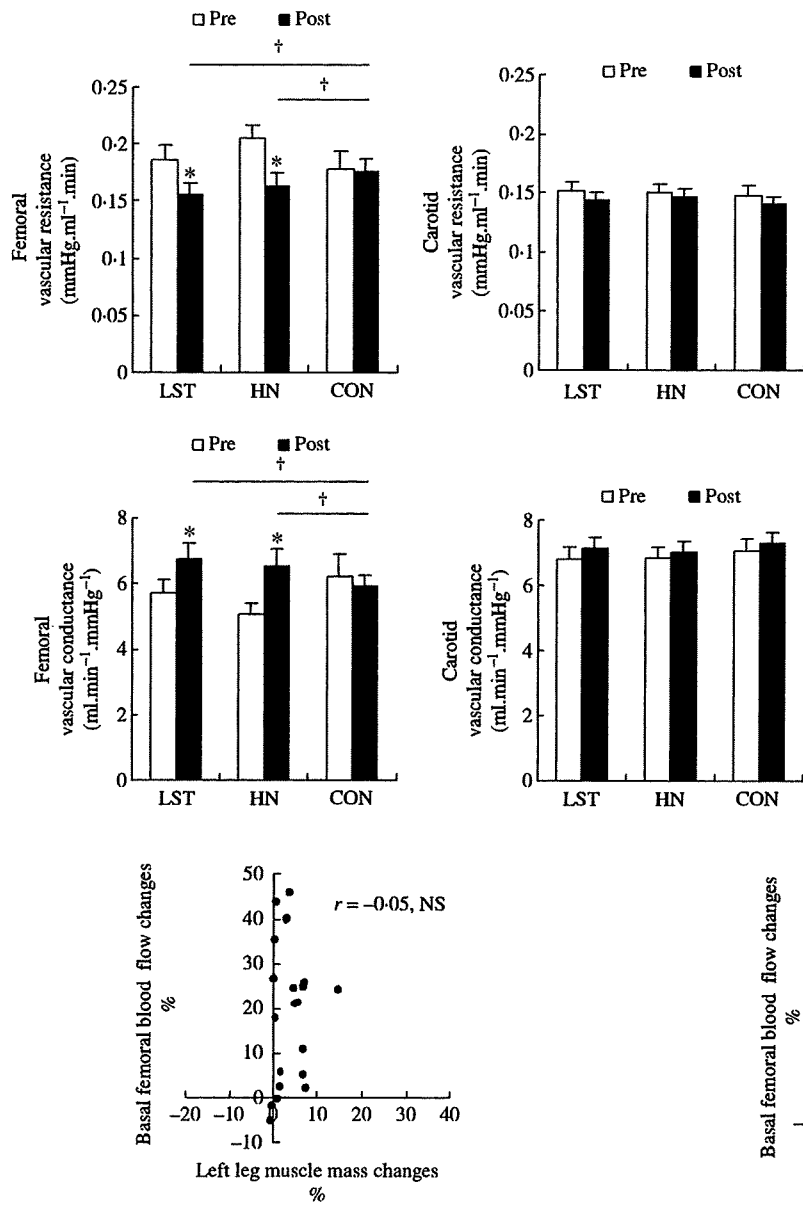 Pre Post
†
†
Femoral
vascular resistance
(mmHg.ml⁻¹.min)
0·25
0·2
0·15
0·1
0·05
0
*
*
LST HN CON
Pre Post
Carotid
vascular resistance
(mmHg.ml⁻¹.min)
0·25
0·2
0·15
0·1
0·05
0
LST HN CON
Pre Post
†
†
Femoral
vascular conductance
(ml.min⁻¹.mmHg⁻¹)
8
6
4
2
0
*
*
LST HN CON
Pre Post
Carotid
vascular conductance
(ml.min⁻¹.mmHg⁻¹)
8
6
4
2
0
LST HN CON
Basal femoral blood flow changes
%
50
40
30
20
10
0
−10
r = −0·05, NS
−20 −10 0 10 20 30 40
Left leg muscle mass changes
%
Basal femoral blood flow changes
%